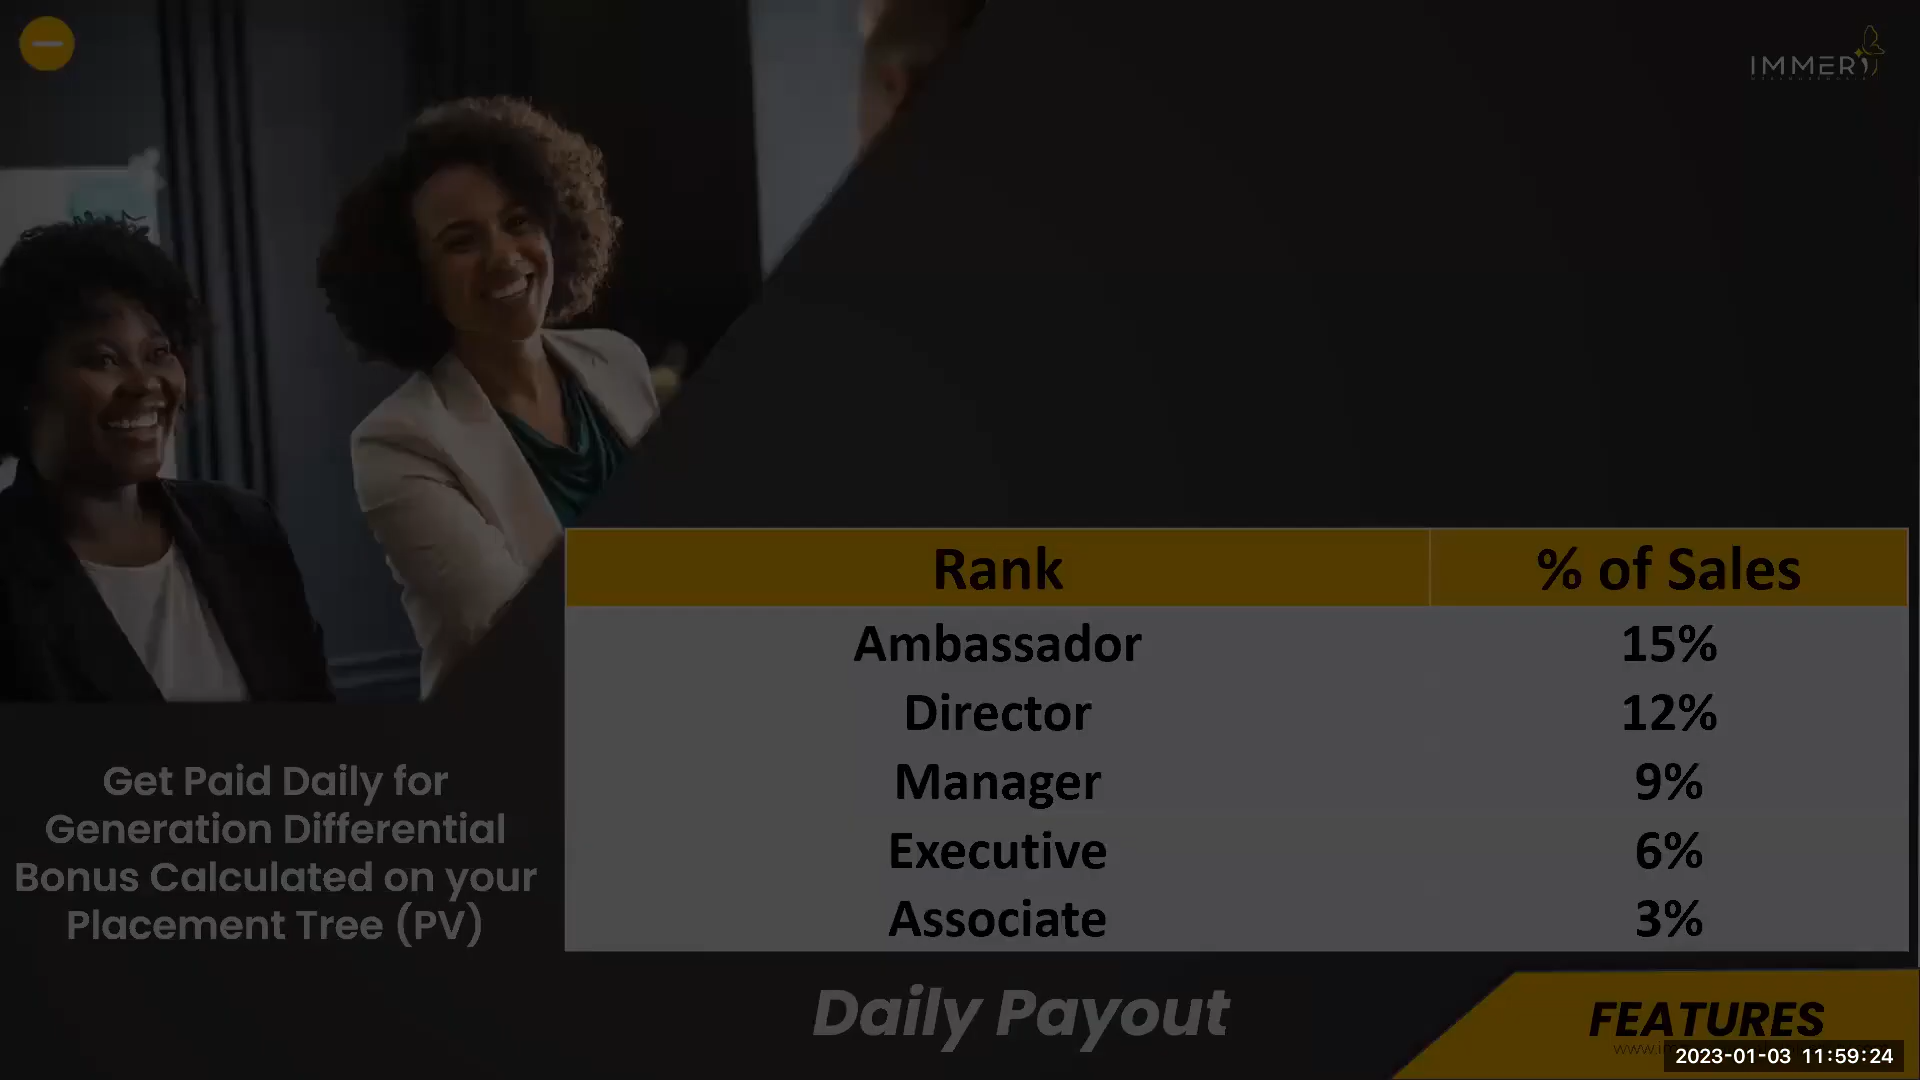 IMMERI
Rank % of Sales
Ambassador 15%
Director 12%
Manager 9%
Executive 6%
Associate 3%
Get Paid Daily for
Generation Differential
Bonus Calculated on your
Placement Tree (PV)
Daily Payout
FEATURES
2023-01-03 11:59:24